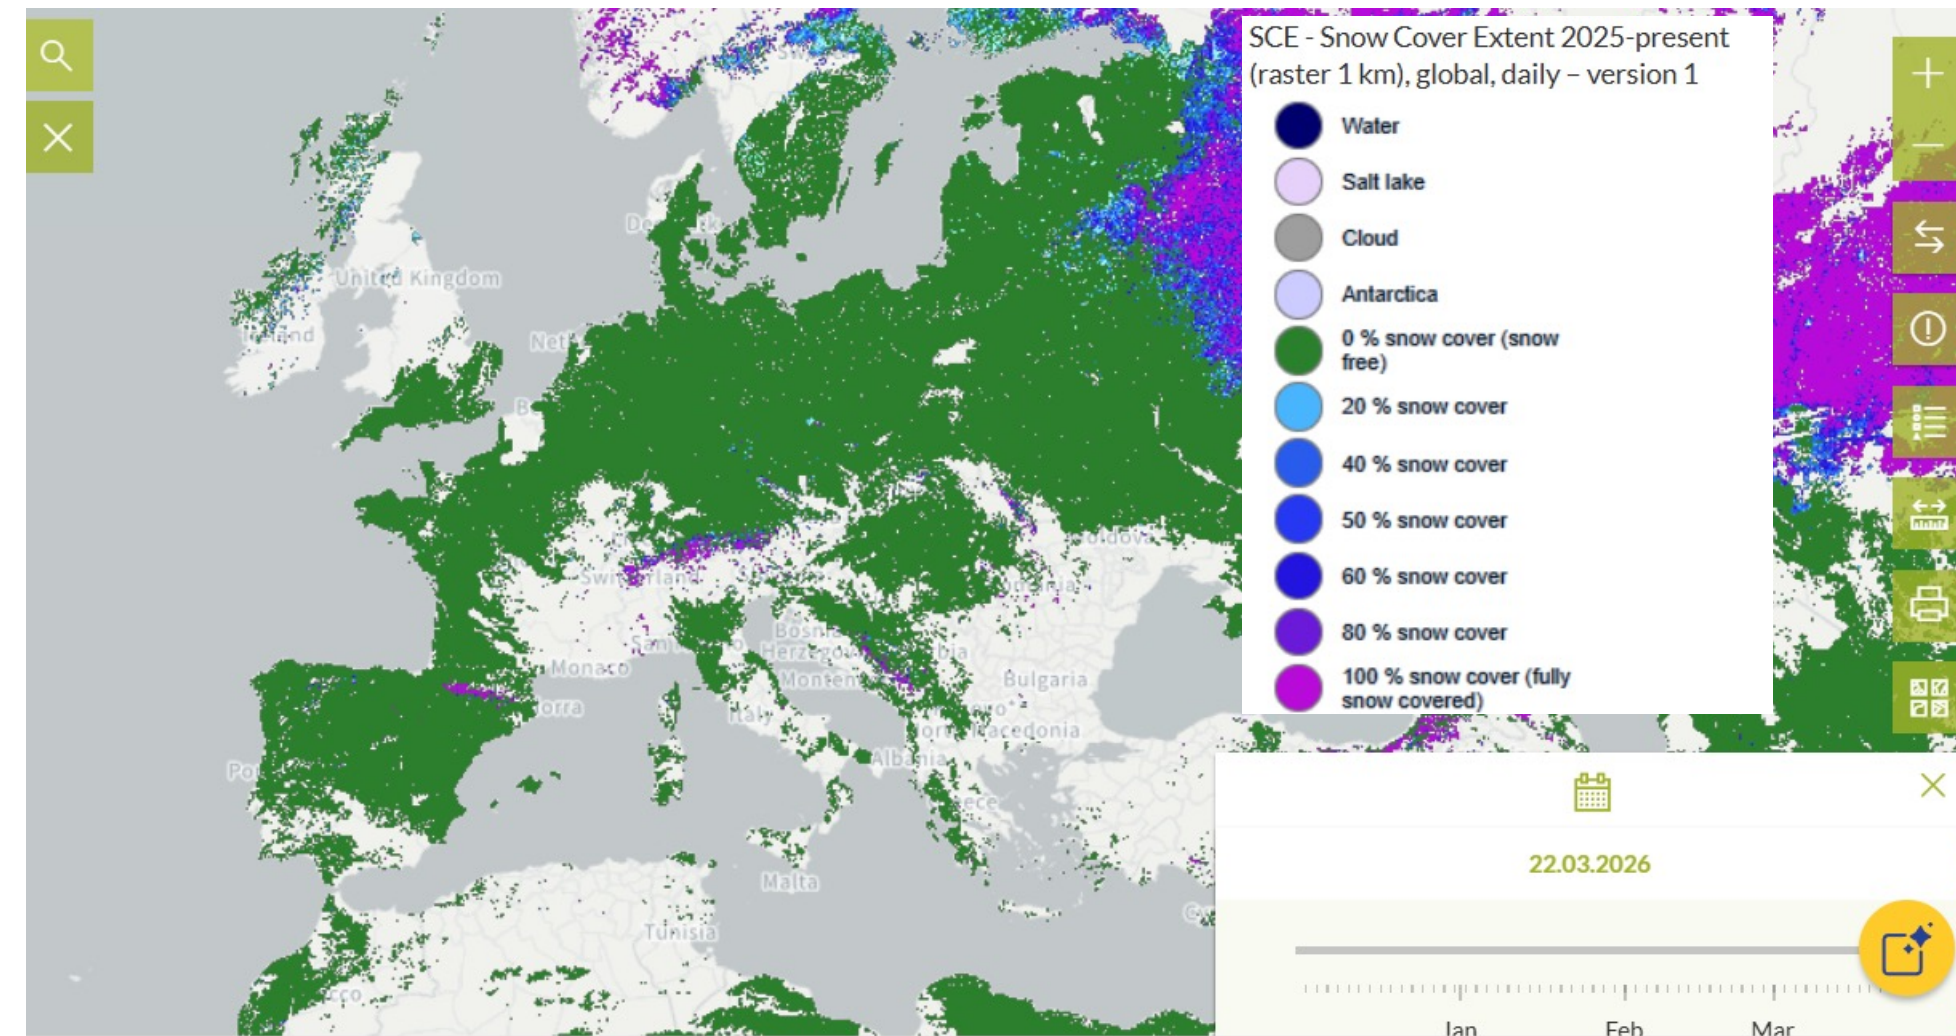 SCE - Snow Cover Extent 2025-present
(raster 1 km), global, daily – version 1
Water
Salt lake
Cloud
Antarctica
0 % snow cover (snow
free)
20 % snow cover
40 % snow cover
50 % snow cover
60 % snow cover
80 % snow cover
100 % snow cover (fully
snow covered)
United Kingdom
Switzerland
Monaco
Bulgaria
Italy
Albania
Malta
Tunisia
22.03.2026
Jan
Feb
Mar